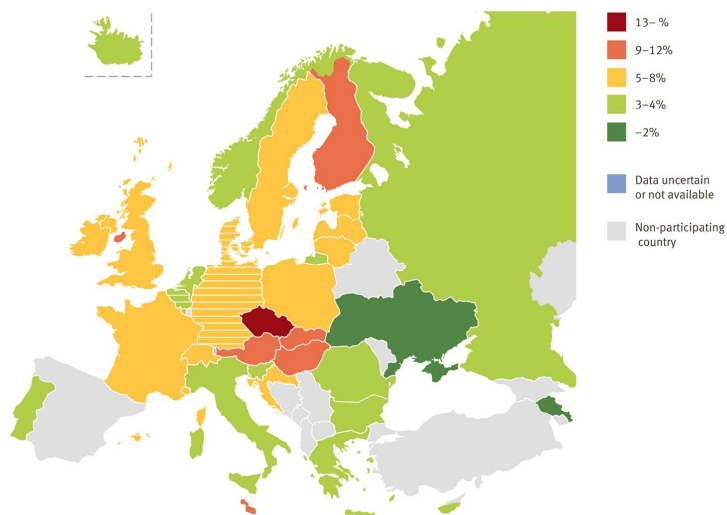 13– %
9–12%
5–8%
3–4%
–2%
Data uncertain
or not available
Non-participating
country